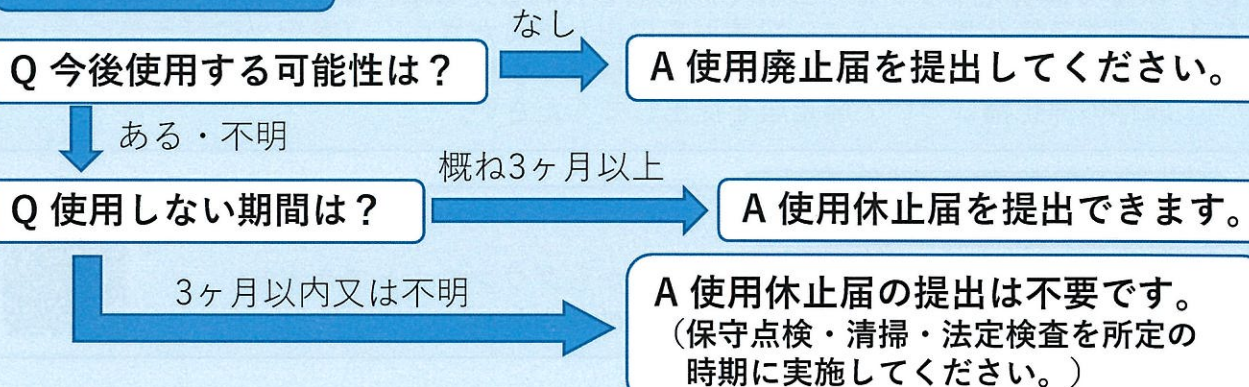 なし
Q 今後使用する可能性は？
A 使用廃止届を提出してください。
ある・不明
概ね3ヶ月以上
Q 使用しない期間は？
A 使用休止届を提出できます。
3ヶ月以内又は不明
A 使用休止届の提出は不要です。
（保守点検・清掃・法定検査を所定の
時期に実施してください。）